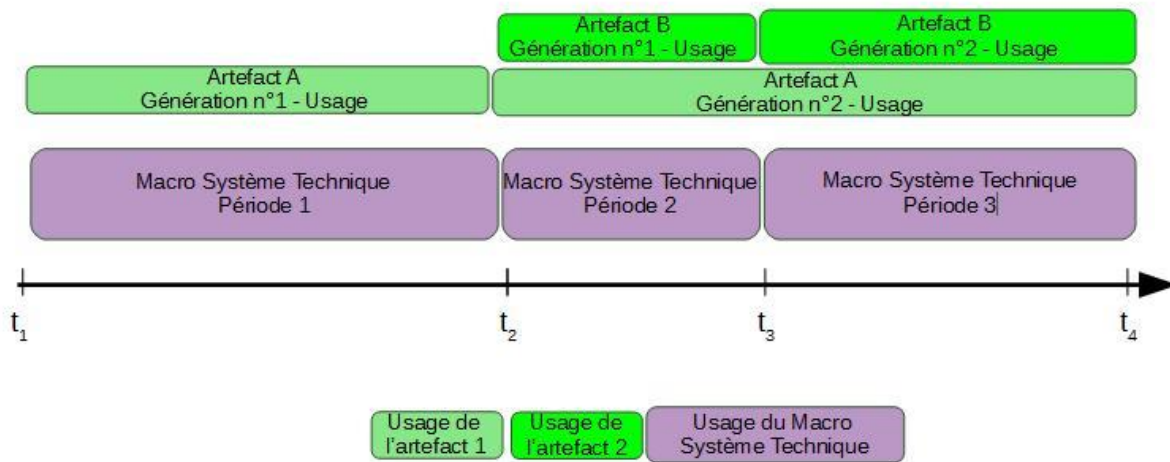 Artefact B
Génération n°1 - Usage
Artefact B
Génération n°2 - Usage
Artefact A
Génération n°1 - Usage
Artefact A
Génération n°2 - Usage
Macro Système Technique
Période 1
Macro Système Technique
Période 2
Macro Système Technique
Période 3
t1
t2
t3
t4
Usage de
l'artefact 1
Usage de
l'artefact 2
Usage du Macro
Système Technique